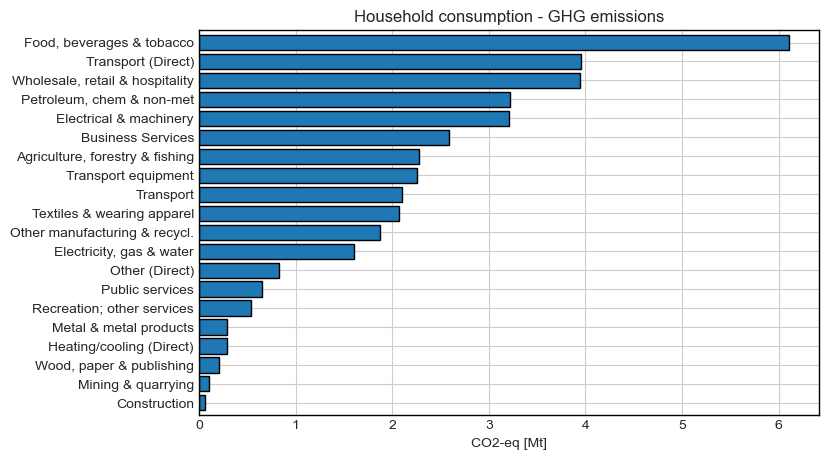 Household consumption - GHG emissions
Food, beverages & tobacco
Transport (Direct)
Wholesale, retail & hospitality
Petroleum, chem & non-met
Electrical & machinery
Business Services
Agriculture, forestry & fishing
Transport equipment
Transport
Textiles & wearing apparel
Other manufacturing & recycl.
Electricity, gas & water
Other (Direct)
Public services
Recreation; other services
Metal & metal products
Heating/cooling (Direct)
Wood, paper & publishing
Mining & quarrying
Construction
0 1 2 3 4 5 6
CO2-eq [Mt]